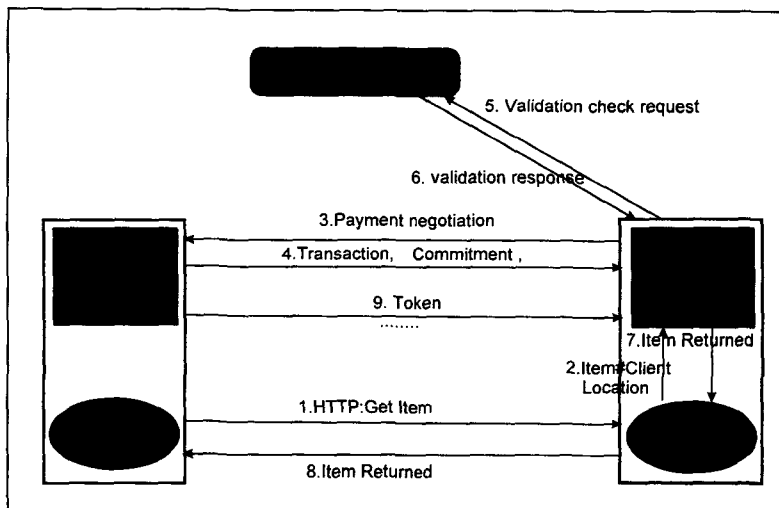 5. Validation check request
6. validation response
3.Payment negotiation
4.Transaction, Commitment ,
9. Token
........
7.Item Returned
2.Item#Client
Location
1.HTTP:Get Item
8.Item Returned